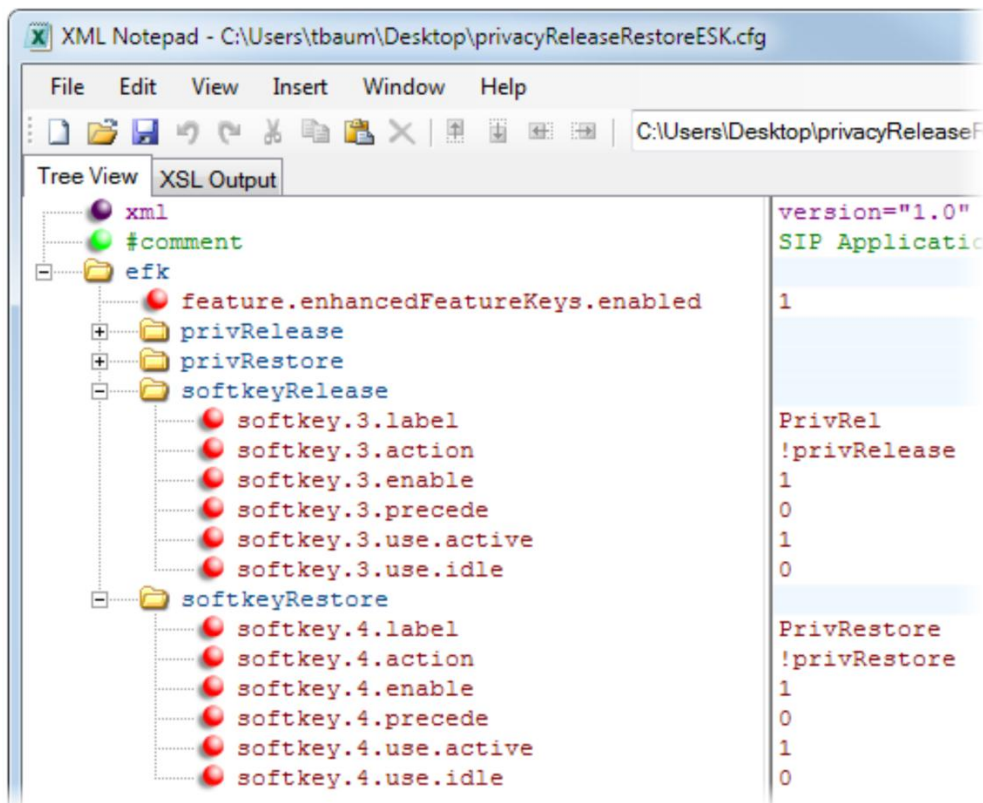 XML Notepad - C:\Users\tbaum\Desktop\privacyReleaseRestoreESK.cfg
File Edit View Insert Window Help
C:\Users\Desktop\privacyRelease
Tree View XSL Output
xml version="1.0"
#comment SIP Applicatio
efk
feature.enhancedFeatureKeys.enabled 1
privRelease
privRestore
softkeyRelease
softkey.3.label PrivRel
softkey.3.action !privRelease
softkey.3.enable 1
softkey.3.precede 0
softkey.3.use.active 1
softkey.3.use.idle 0
softkeyRestore
softkey.4.label PrivRestore
softkey.4.action !privRestore
softkey.4.enable 1
softkey.4.precede 0
softkey.4.use.active 1
softkey.4.use.idle 0